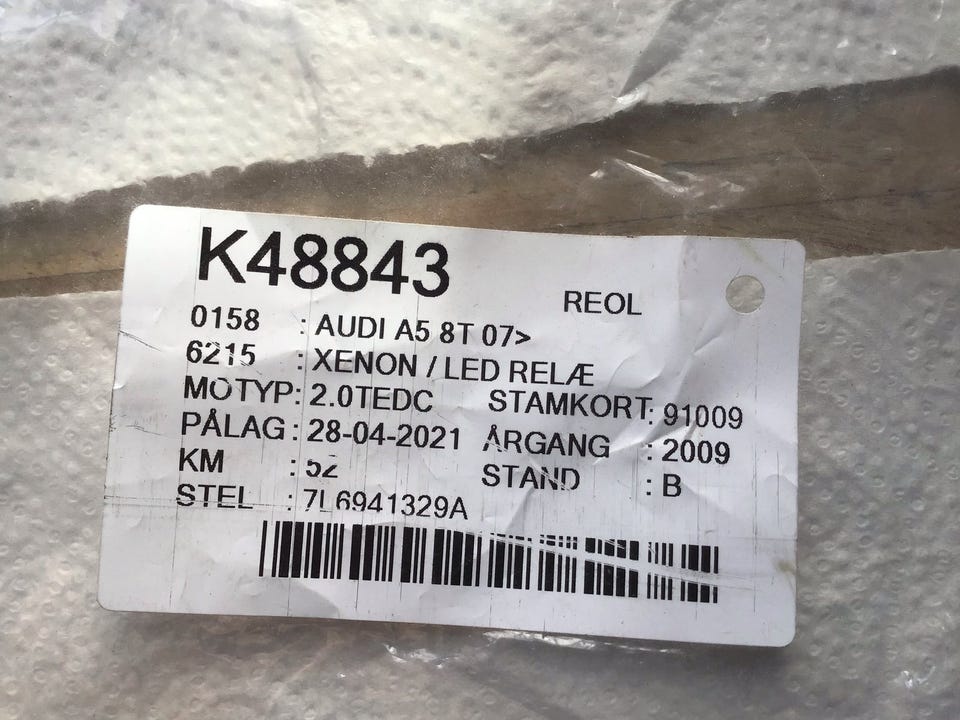 K48843
REOL
0158 : AUDI A5 8T 07>
6215 : XENON / LED RELÆ
MOTYP: 2.0TEDC STAMKORT: 91009
PÅLAG : 28-04-2021 ÅRGANG : 2009
KM : 52 STAND : B
STEL : 7L6941329A